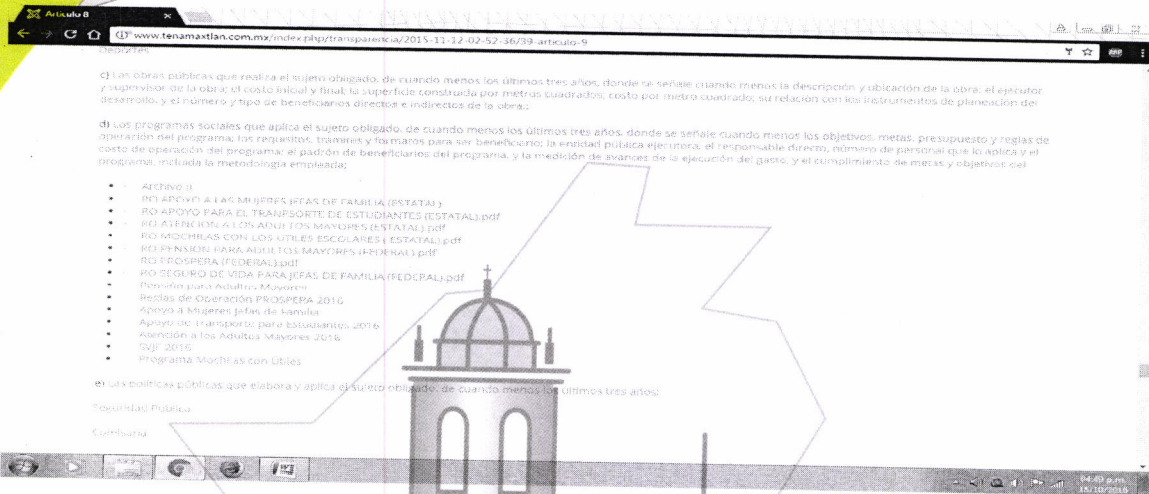 Artículo 8
www.tenamaxtlan.com.mx/index.php/transparencia/2015-11-12-02-52-36/39-articulo-9
Deportes
c) Las obras públicas que realiza el sujeto obligado, de cuando menos los últimos tres años, donde se señale cuando menos la descripción y ubicación de la obra; el ejecutor
y supervisor de la obra; el costo inicial y final; la superficie construida por metros cuadrados; costo por metro cuadrado; su relación con los instrumentos de planeación del
desarrollo, y el número y tipo de beneficiarios directos e indirectos de la obra.;
d) Los programas sociales que aplica el sujeto obligado, de cuando menos los últimos tres años, donde se señale cuando menos los objetivos, metas, presupuesto y reglas de
operación del programa; los requisitos, trámites y formatos para ser beneficiario; la entidad pública ejecutora, el responsable directo, número de personal que lo aplica y el
costo de operación del programa; el padrón de beneficiarios del programa, y la medición de avances de la ejecución del gasto, y el cumplimiento de metas y objetivos del
programa, incluida la metodología empleada;
Archivo
RO APOYO A LAS MUJERES JEFAS DE FAMILIA (ESTATAL)
RO APOYO PARA EL TRANPSORTE DE ESTUDIANTES (ESTATAL).pdf
RO ATENCION A LOS ADULTOS MAYORES (ESTATAL).pdf
RO MOCHILAS CON LOS UTILES ESCOLARES ( ESTATAL).pdf
RO PENSION PARA ADULTOS MAYORES (FEDERAL).pdf
RO PROSPERA (FEDERAL).pdf
RO SEGURO DE VIDA PARA JEFAS DE FAMILIA (FEDERAL).pdf
Pensión para Adultos Mayores
Reglas de Operación PROSPERA 2016
Apoyo a Mujeres Jefas de Familia
Apoyo de Transporte para Estudiantes 2016
Atención a los Adultos Mayores 2016
SVJF 2016
Programa Mochilas con Utiles
e) Las políticas públicas que elabora y aplica el sujeto obligado, de cuando menos los últimos tres años;
Seguridad Pública
04:49 p.m.